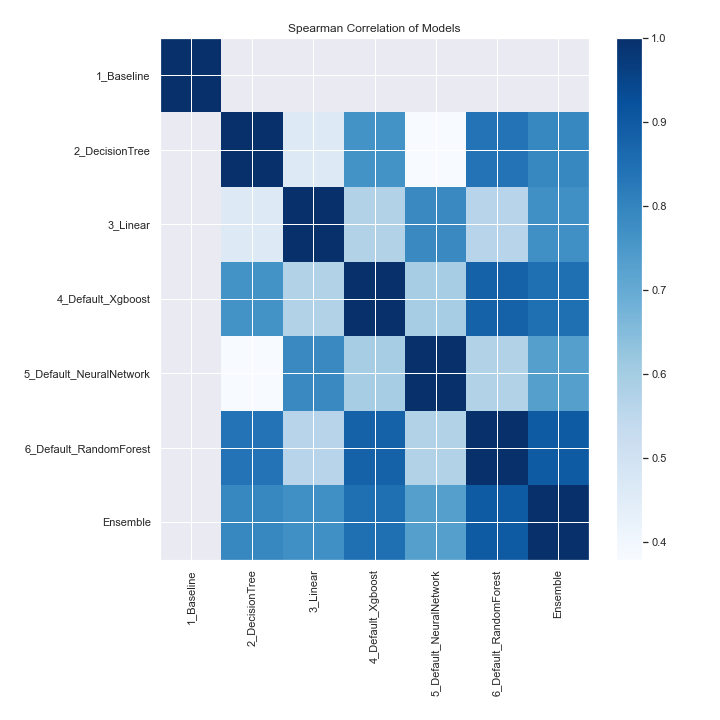 Spearman Correlation of Models
1_Baseline
2_DecisionTree
3_Linear
4_Default_Xgboost
5_Default_NeuralNetwork
6_Default_RandomForest
Ensemble
1_Baseline
2_DecisionTree
3_Linear
4_Default_Xgboost
5_Default_NeuralNetwork
6_Default_RandomForest
Ensemble
1.0
0.9
0.8
0.7
0.6
0.5
0.4